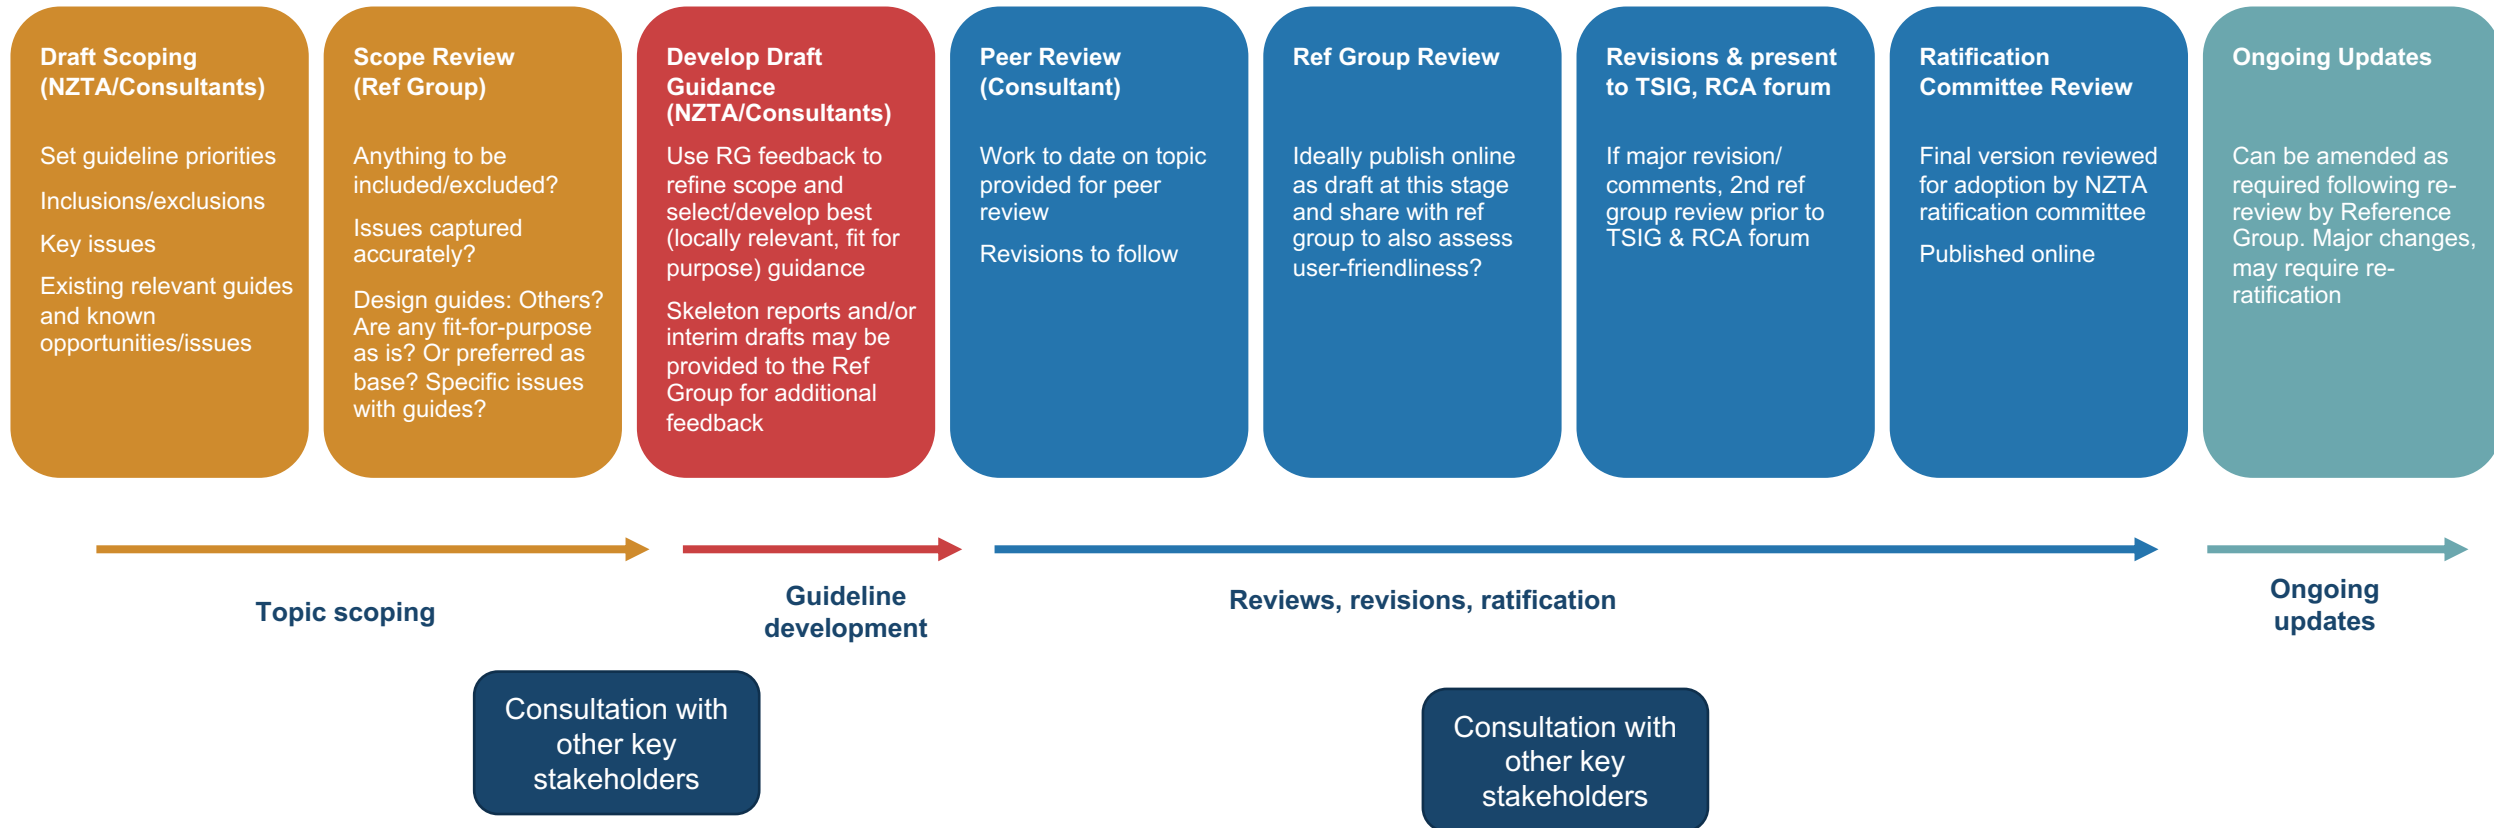 Draft Scoping
(NZTA/Consultants)
Set guideline priorities
Inclusions/exclusions
Key issues
Existing relevant guides
and known
opportunities/issues
Scope Review
(Ref Group)
Anything to be
included/excluded?
Issues captured
accurately?
Design guides: Others?
Are any fit-for-purpose
as is? Or preferred as
base? Specific issues
with guides?
Develop Draft
Guidance
(NZTA/Consultants)
Use RG feedback to
refine scope and
select/develop best
(locally relevant, fit for
purpose) guidance
Skeleton reports and/or
interim drafts may be
provided to the Ref
Group for additional
feedback
Peer Review
(Consultant)
Work to date on topic
provided for peer
review
Revisions to follow
Ref Group Review
Ideally publish online
as draft at this stage
and share with ref
group to also assess
user-friendliness?
Revisions & present
to TSIG, RCA forum
If major revision/
comments, 2nd ref
group review prior to
TSIG & RCA forum
Ratification
Committee Review
Final version reviewed
for adoption by NZTA
ratification committee
Published online
Ongoing Updates
Can be amended as
required following re-
review by Reference
Group. Major changes,
may require re-
ratification
Topic scoping
Guideline
development
Reviews, revisions, ratification
Ongoing
updates
Consultation with
other key
stakeholders
Consultation with
other key
stakeholders